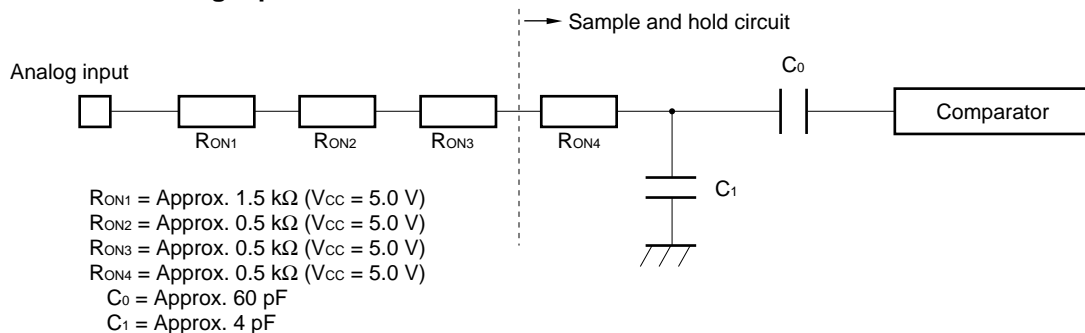 Sample and hold circuit
Analog input
C0
Comparator
RON1
RON2
RON3
RON4
C1
RON1 = Approx. 1.5 kΩ (VCC = 5.0 V)
RON2 = Approx. 0.5 kΩ (VCC = 5.0 V)
RON3 = Approx. 0.5 kΩ (VCC = 5.0 V)
RON4 = Approx. 0.5 kΩ (VCC = 5.0 V)
C0 = Approx. 60 pF
C1 = Approx. 4 pF